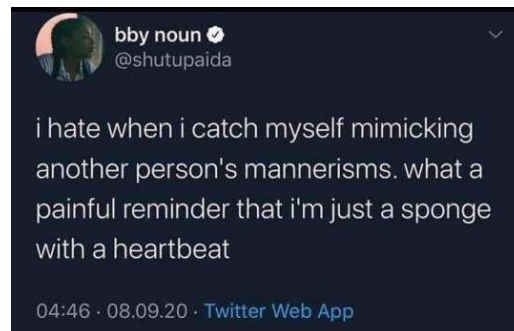 bby noun
@shutupaida
i hate when i catch myself mimicking
another person's mannerisms. what a
painful reminder that i'm just a sponge
with a heartbeat
04:46 · 08.09.20 · Twitter Web App